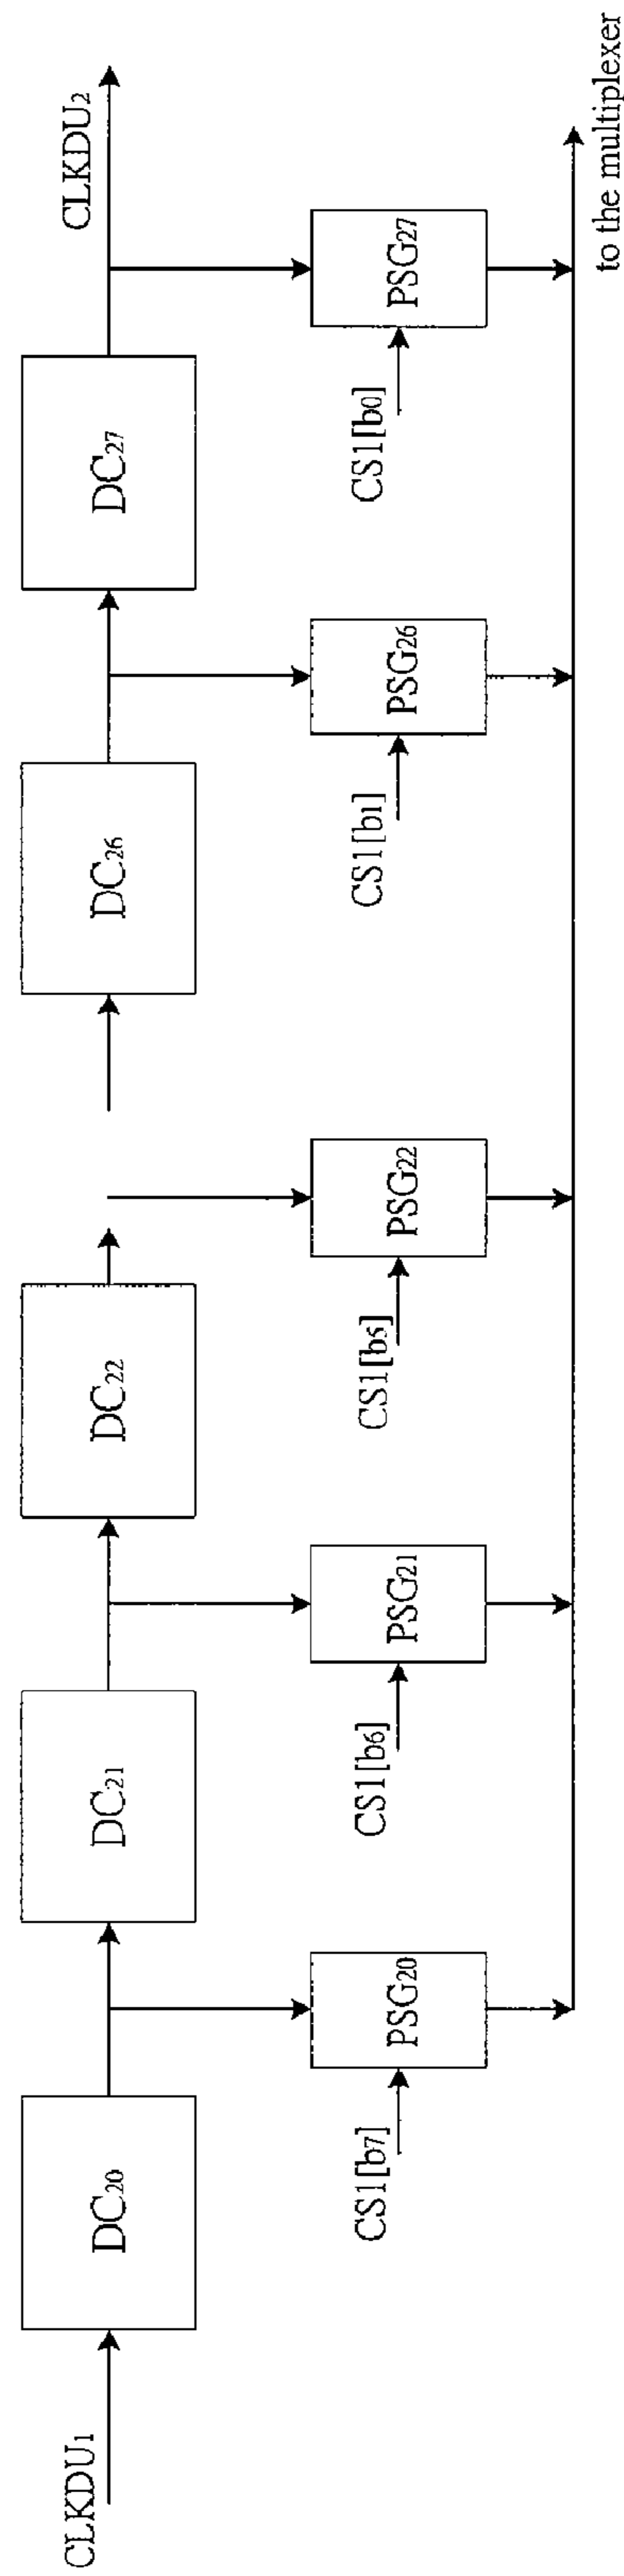 CLKDU1
DC20
DC21
DC22
DC26
DC27
CLKDU2
CS1[b7]
PSG20
CS1[b6]
PSG21
CS1[b5]
PSG22
CS1[b1]
PSG26
CS1[b0]
PSG27
to the multiplexer